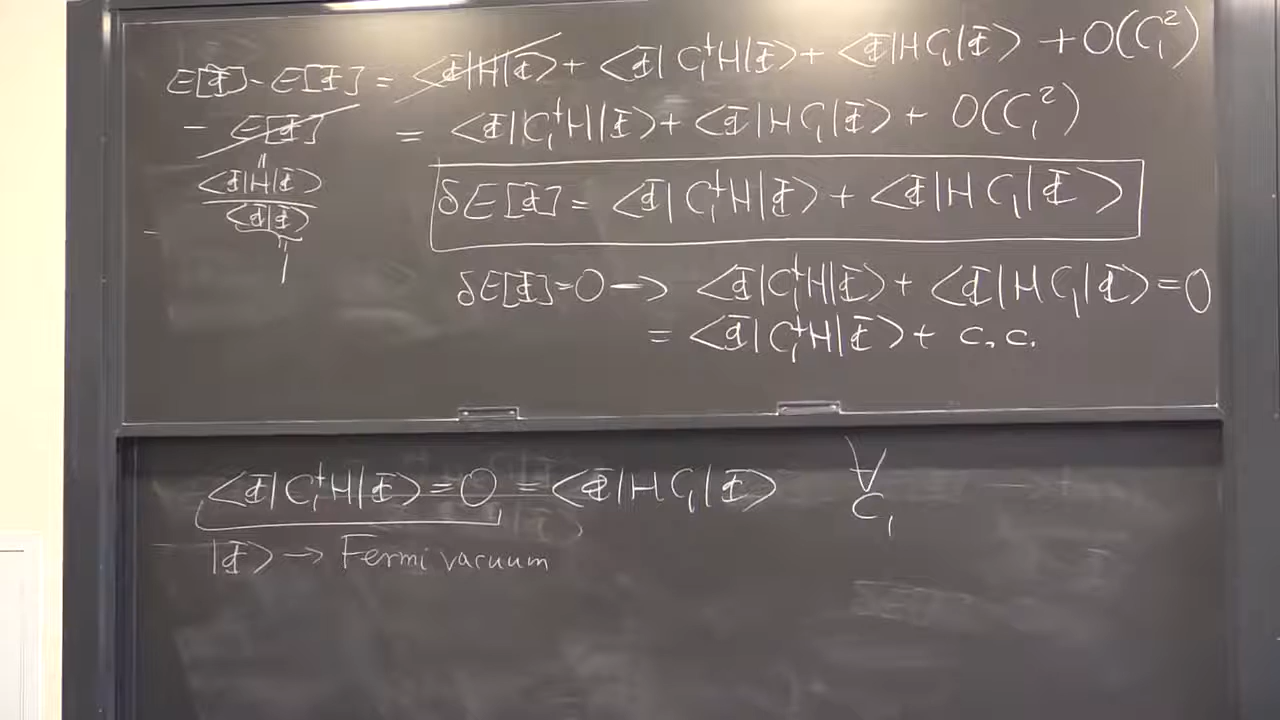 E[Φ̃]-E[Φ] = <Φ|H|Φ> + <Φ|C₁†H|Φ> + <Φ|HC₁|Φ> + O(C₁²)
- E[Φ] = <Φ|C₁†H|Φ> + <Φ|HC₁|Φ> + O(C₁²)
"
<Φ|H|Φ>
<Φ|Φ>
"
1
δE[Φ] = <Φ|C₁†H|Φ> + <Φ|HC₁|Φ>
δE[Φ]=0 → <Φ|C₁†H|Φ> + <Φ|HC₁|Φ> = 0
= <Φ|C₁†H|Φ> + c.c.
<Φ|C₁†H|Φ> = 0 = <Φ|HC₁|Φ> ∀
C₁
|Φ> → Fermi vacuum